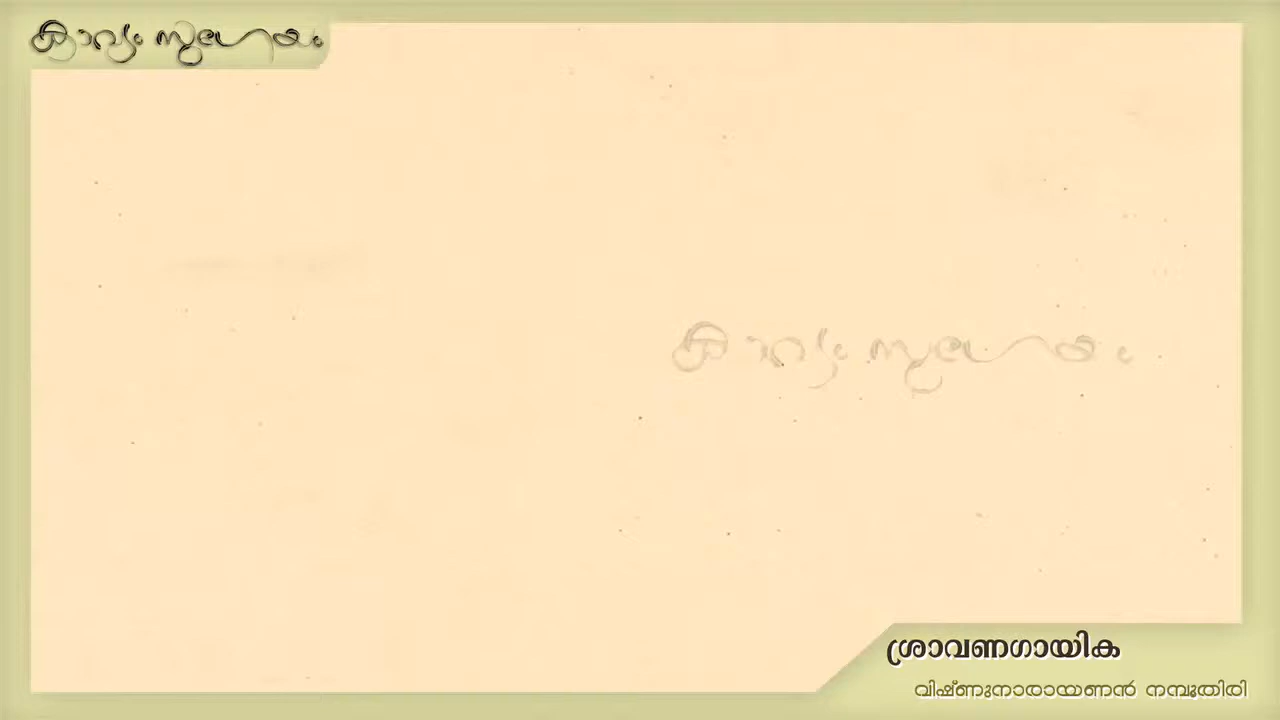 കാവ്യം സുഗേയം
കാവ്യം സുഗേയം
ശ്രാവണഗായിക
വിഷ്ണുനാരായണൻ നമ്പൂതിരി